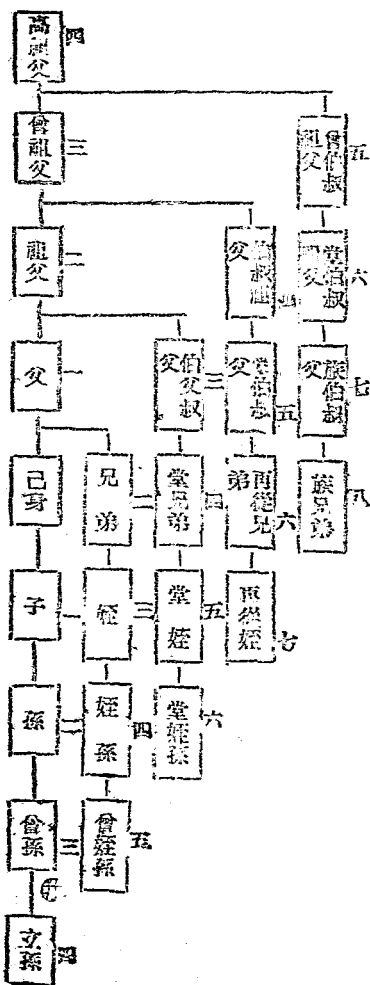 高祖父 四
曾祖父 三
曾伯叔祖父 五
祖父 二
伯叔祖父 四
堂伯叔祖父 六
父 一
伯父叔父 三
堂伯叔父 五
族伯叔父 七
己身
兄弟 二
堂兄弟 四
再從兄弟 六
族兄弟 八
子 一
姪 三
堂姪 五
再從姪 七
孫 二
姪孫 四
堂姪孫 六
曾孫 三
曾姪孫 五
玄孫 四